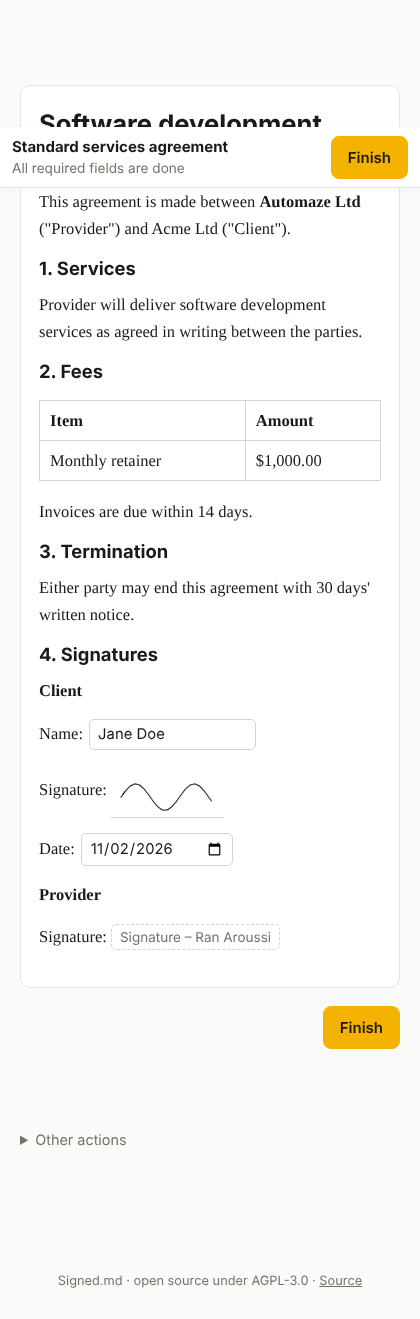 Software development
Standard services agreement
All required fields are done
Finish
This agreement is made between Automaze Ltd
("Provider") and Acme Ltd ("Client").
1. Services
Provider will deliver software development
services as agreed in writing between the parties.
2. Fees
Item Amount
Monthly retainer $1,000.00
Invoices are due within 14 days.
3. Termination
Either party may end this agreement with 30 days'
written notice.
4. Signatures
Client
Name: Jane Doe
Signature:
Date: 11/02/2026
Provider
Signature: Signature – Ran Aroussi
Finish
Other actions
Signed.md · open source under AGPL-3.0 · Source